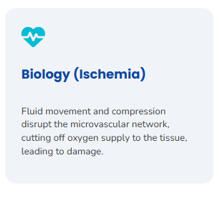 Biology (Ischemia)
Fluid movement and compression
disrupt the microvascular network,
cutting off oxygen supply to the tissue,
leading to damage.